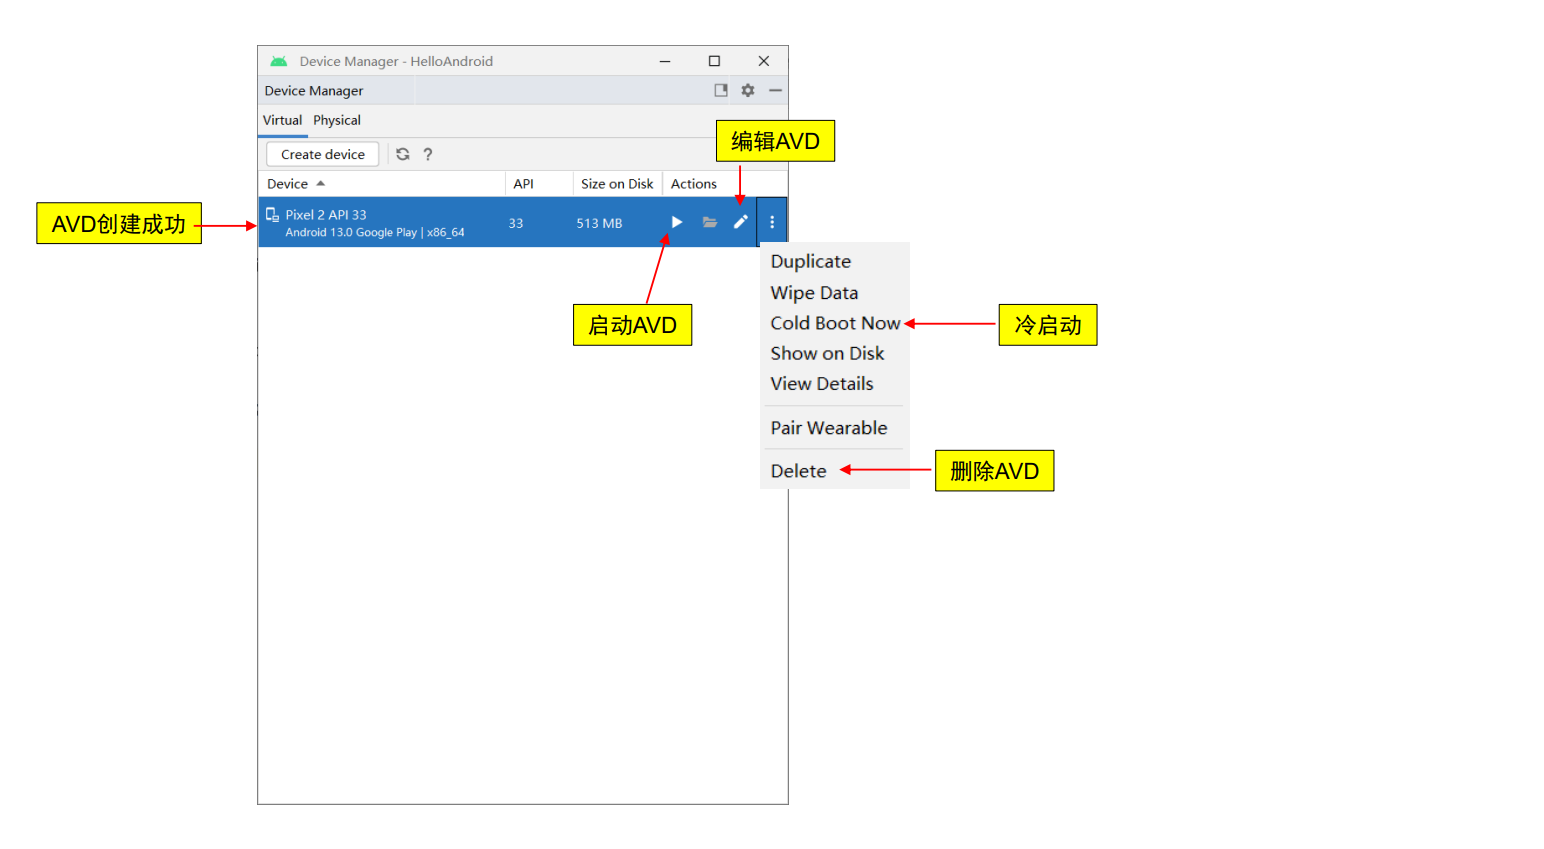 Device Manager - HelloAndroid
Device Manager
Virtual Physical
编辑AVD
Create device ?
Device API Size on Disk Actions
AVD创建成功
Pixel 2 API 33
Android 13.0 Google Play | x86_64
33 513 MB
Duplicate
Wipe Data
启动AVD
Cold Boot Now
冷启动
Show on Disk
View Details
Pair Wearable
Delete
删除AVD